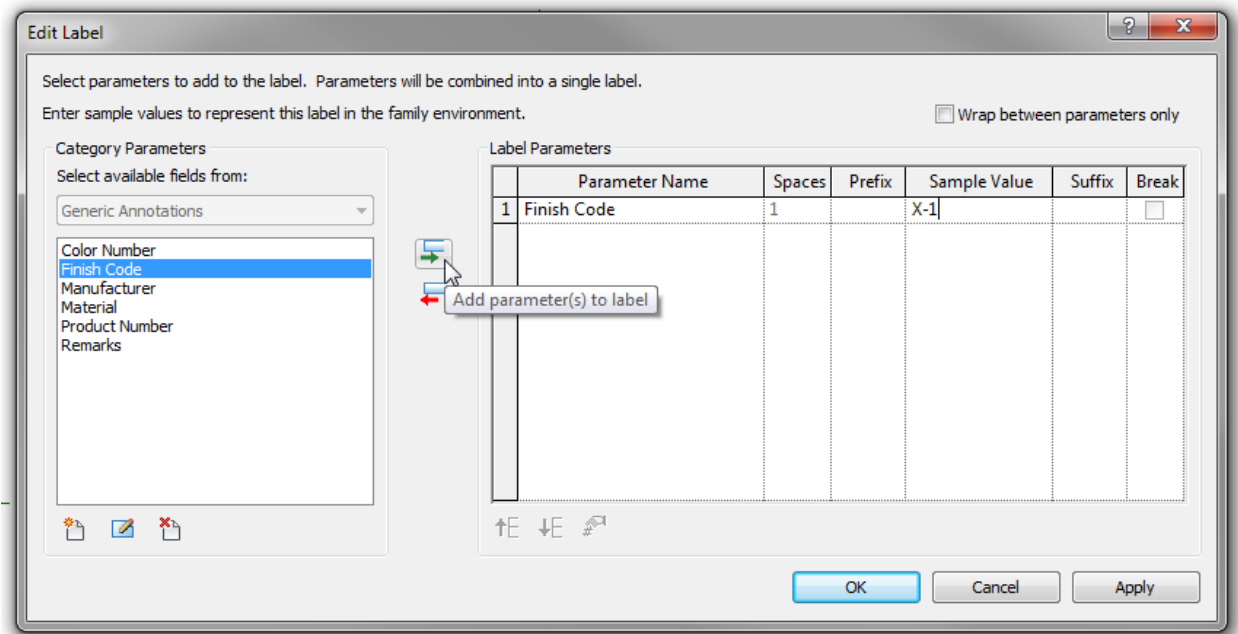 Edit Label
?
X
Select parameters to add to the label. Parameters will be combined into a single label.
Enter sample values to represent this label in the family environment.
Wrap between parameters only
Category Parameters
Select available fields from:
Generic Annotations
Color Number
Finish Code
Manufacturer
Material
Product Number
Remarks
Add parameter(s) to label
Label Parameters
Parameter Name Spaces Prefix Sample Value Suffix Break
1 Finish Code 1 X-1
OK Cancel Apply